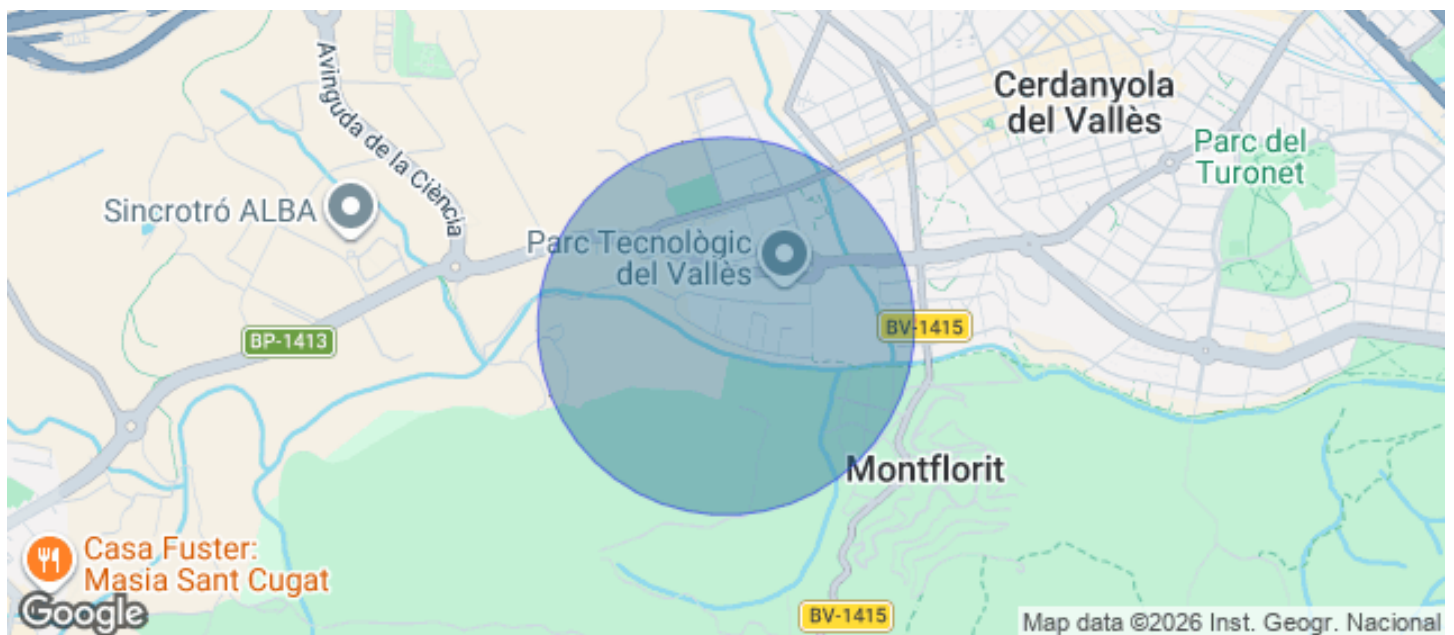 Cerdanyola
del Vallès
Parc del
Turonet
Avinguda de la Ciència
Sincrotró ALBA
Parc Tecnològic
del Vallès
BV-1415
BP-1413
Montflorit
Casa Fuster:
Masia Sant Cugat
Google
BV-1415
Map data ©2026 Inst. Geogr. Nacional